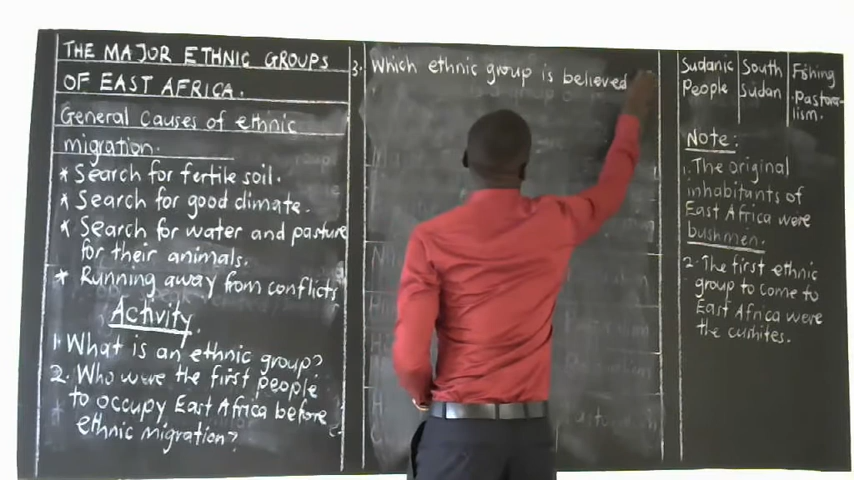 THE MAJOR ETHNIC GROUPS
OF EAST AFRICA.
General Causes of ethnic
migration.
* Search for fertile soil.
* Search for good climate.
* Search for water and pasture
for their animals.
* Running away from conflicts
Activity.
1. What is an ethnic group?
2. Who were the first people
to occupy East Africa before
ethnic migration?
3. Which ethnic group is believed
Sudanic
People
South
sudan
Fishing
.Pastora-
lism.
Note:
1. The original
inhabitants of
East Africa were
bushmen.
2. The first ethnic
group to come to
East Africa were
the cushites.